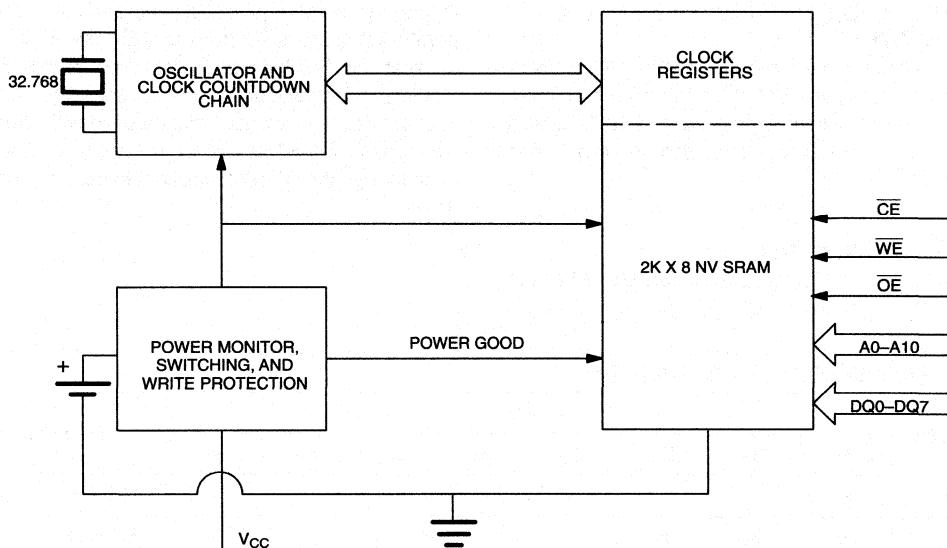 32.768
OSCILLATOR AND
CLOCK COUNTDOWN
CHAIN
CLOCK
REGISTERS
2K X 8 NV SRAM
CE
WE
OE
A0–A10
DQ0–DQ7
POWER MONITOR,
SWITCHING, AND
WRITE PROTECTION
POWER GOOD
+
VCC